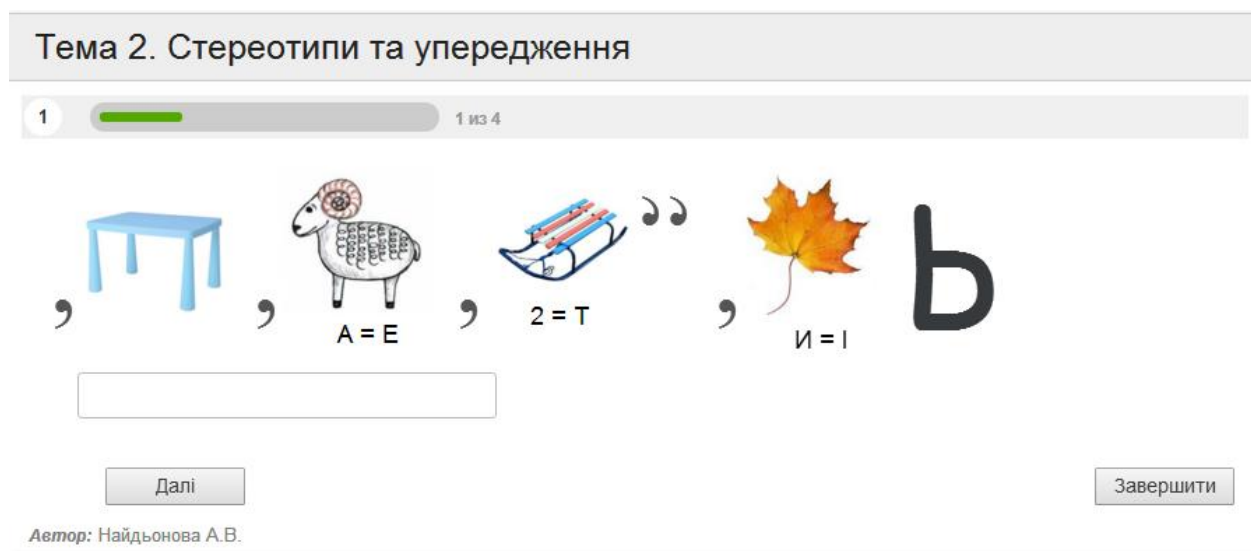 Тема 2. Стереотипи та упередження
1 1 из 4
, , А = Е , 2 = Т ,, , И = І Ь
Далі Завершити
Автор: Найдьонова А.В.